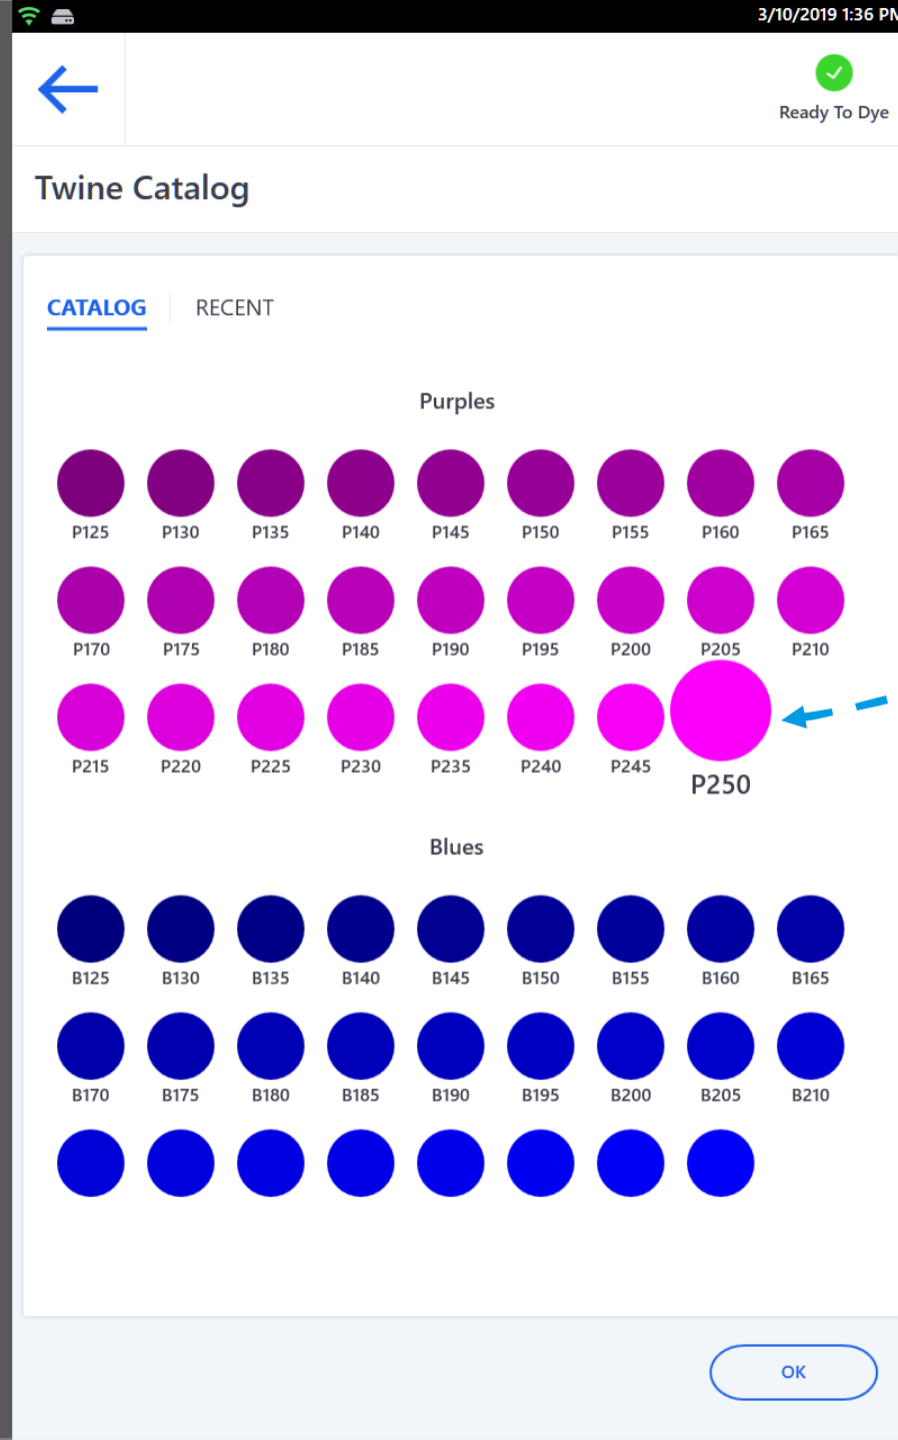 3/10/2019 1:36 PM
Ready To Dye
Twine Catalog
CATALOG RECENT
Purples
P125 P130 P135 P140 P145 P150 P155 P160 P165
P170 P175 P180 P185 P190 P195 P200 P205 P210
P215 P220 P225 P230 P235 P240 P245 P250
Blues
B125 B130 B135 B140 B145 B150 B155 B160 B165
B170 B175 B180 B185 B190 B195 B200 B205 B210
OK